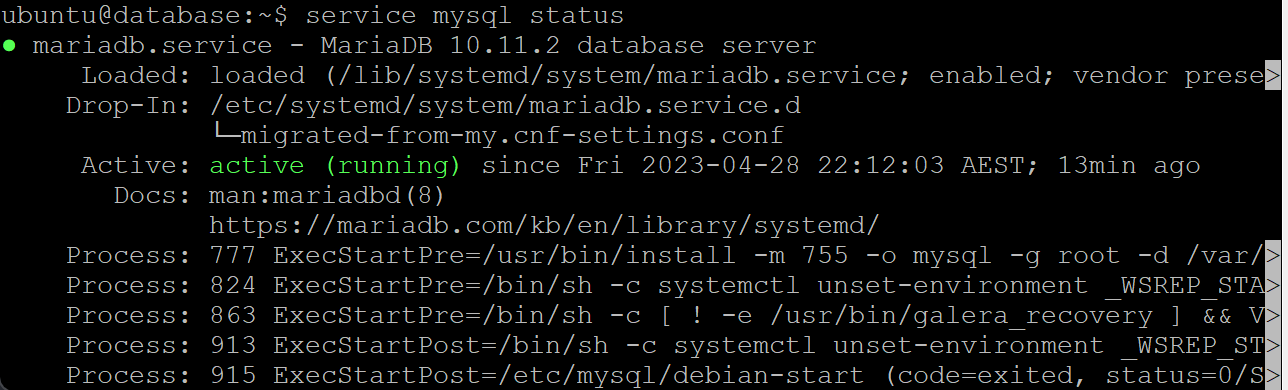 ubuntu@database:~$ service mysql status
● mariadb.service - MariaDB 10.11.2 database server
     Loaded: loaded (/lib/systemd/system/mariadb.service; enabled; vendor prese>
    Drop-In: /etc/systemd/system/mariadb.service.d
             └─migrated-from-my.cnf-settings.conf
     Active: active (running) since Fri 2023-04-28 22:12:03 AEST; 13min ago
       Docs: man:mariadbd(8)
             https://mariadb.com/kb/en/library/systemd/
    Process: 777 ExecStartPre=/usr/bin/install -m 755 -o mysql -g root -d /var/>
    Process: 824 ExecStartPre=/bin/sh -c systemctl unset-environment _WSREP_STA>
    Process: 863 ExecStartPre=/bin/sh -c [ ! -e /usr/bin/galera_recovery ] && V>
    Process: 913 ExecStartPost=/bin/sh -c systemctl unset-environment _WSREP_ST>
    Process: 915 ExecStartPost=/etc/mysql/debian-start (code=exited, status=0/S>